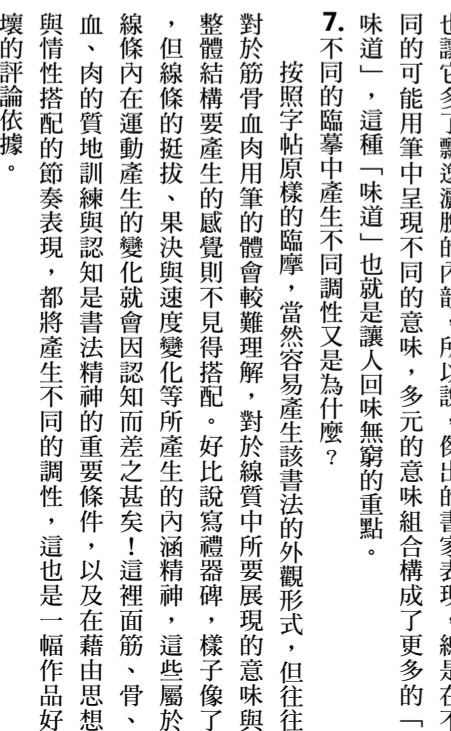 也讓它多了飄逸灑脫的內韻,所以說,傑出的書家表現,總是在不
同的可能用筆中呈現不同的意味,多元的意味組合構成了更多的「
味道」,這種「味道」也就是讓人回味無窮的重點。
7.不同的臨摹中產生不同調性又是為什麼?
按照字帖原樣的臨摩,當然容易產生該書法的外觀形式,但往往
對於筋骨血肉用筆的體會較難理解,對於線質中所要展現的意味與
整體結構要產生的感覺則不見得搭配。好比說寫禮器碑,樣子像了
,但線條的挺拔、果決與速度變化等所產生的內涵精神,這些屬於
線條內在運動產生的變化就會因認知而差之甚矣!這裡面筋、骨、
血、肉的質地訓練與認知是書法精神的重要條件,以及在藉由思想
與情性搭配的節奏表現,都將產生不同的調性,這也是一幅作品好
壞的評論依據。